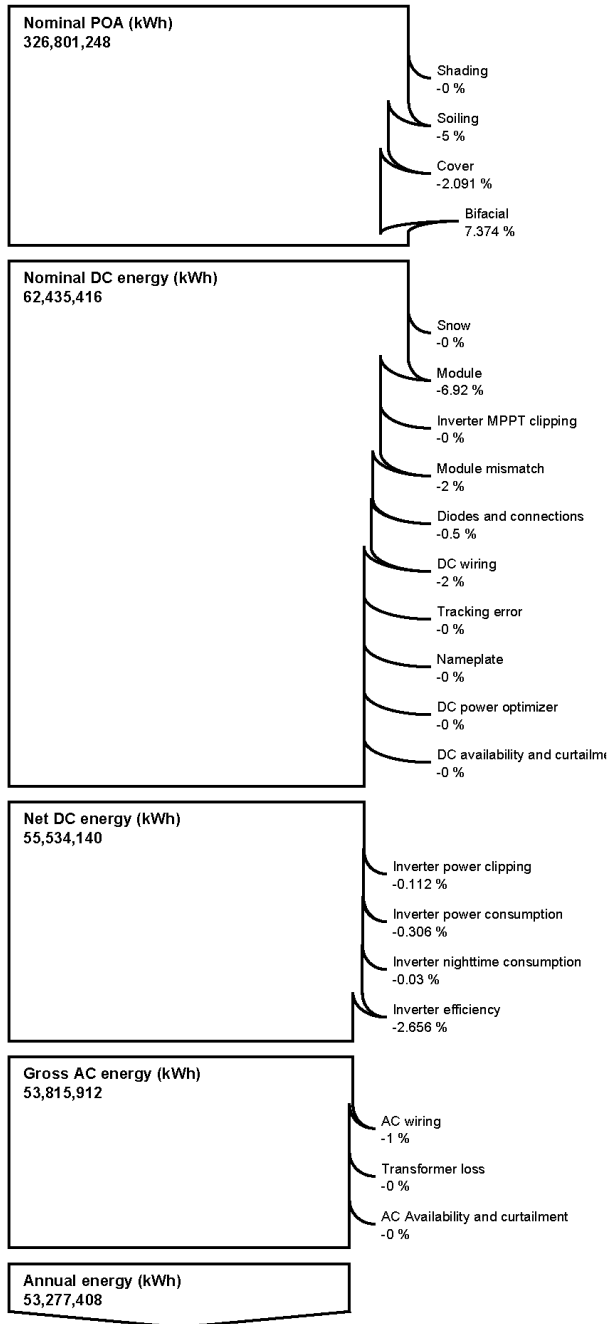 Nominal POA (kWh)
326,801,248
Shading
-0 %
Soiling
-5 %
Cover
-2.091 %
Bifacial
7.374 %
Nominal DC energy (kWh)
62,435,416
Snow
-0 %
Module
-6.92 %
Inverter MPPT clipping
-0 %
Module mismatch
-2 %
Diodes and connections
-0.5 %
DC wiring
-2 %
Tracking error
-0 %
Nameplate
-0 %
DC power optimizer
-0 %
DC availability and curtailme
-0 %
Net DC energy (kWh)
55,534,140
Inverter power clipping
-0.112 %
Inverter power consumption
-0.306 %
Inverter nighttime consumption
-0.03 %
Inverter efficiency
-2.656 %
Gross AC energy (kWh)
53,815,912
AC wiring
-1 %
Transformer loss
-0 %
AC Availability and curtailment
-0 %
Annual energy (kWh)
53,277,408